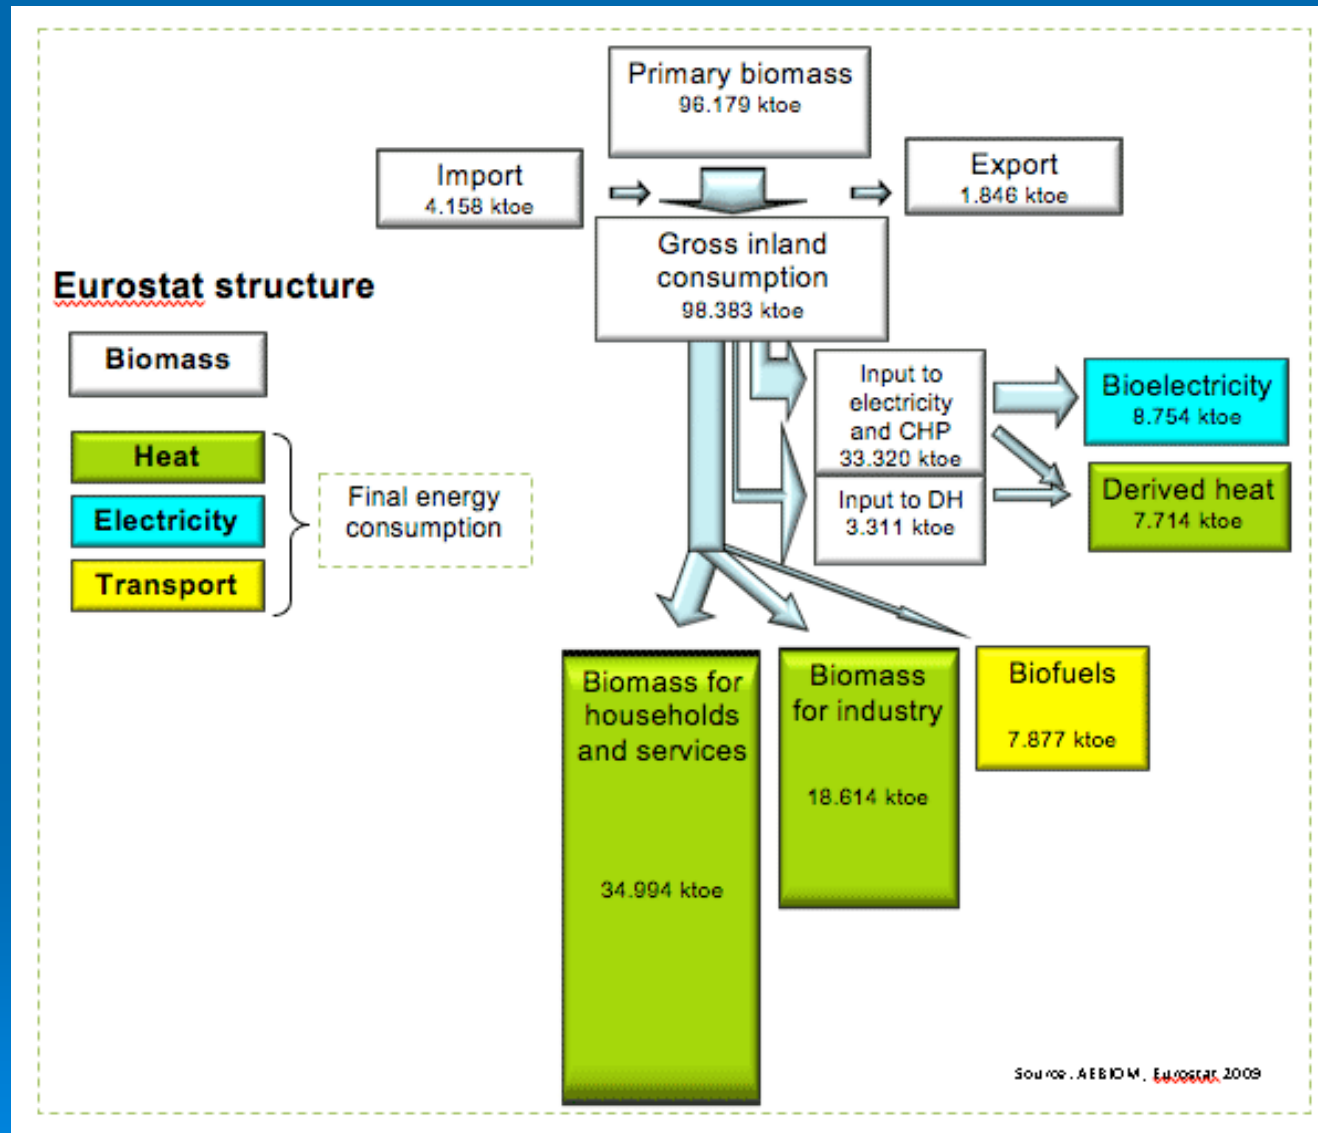 Primary biomass
96.179 ktoe
Import
4.158 ktoe
Export
1.846 ktoe
Gross inland
consumption
98.383 ktoe
Eurostat structure
Biomass
Heat
Electricity
Transport
Final energy
consumption
Input to
electricity
and CHP
33.320 ktoe
Input to DH
3.311 ktoe
Bioelectricity
8.754 ktoe
Derived heat
7.714 ktoe
Biomass for
households
and services
34.994 ktoe
Biomass
for industry
18.614 ktoe
Biofuels
7.877 ktoe
Source. AEBIOM, Eurostat 2009